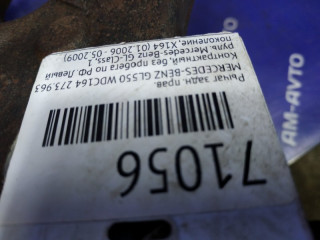 71056
Рычаг задн. прав.
MERCEDES-BENZ GL550 WDC164 273.963
Контрактный, без пробега по РФ, Левый
руль, Mercedes-Benz GL-Class 1
поколение, X164 (01.2006 - 05.2009)
AM-AVTO